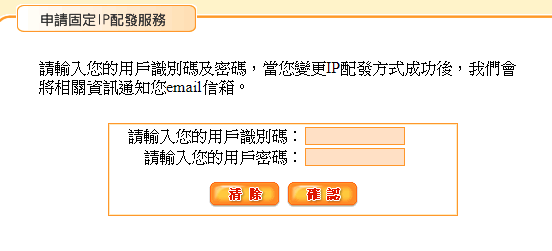 申請固定IP配發服務
請輸入您的用戶識別碼及密碼，當您變更IP配發方式成功後，我們會
將相關資訊通知您email信箱。
請輸入您的用戶識別碼：
請輸入您的用戶密碼：
清 除 確 認